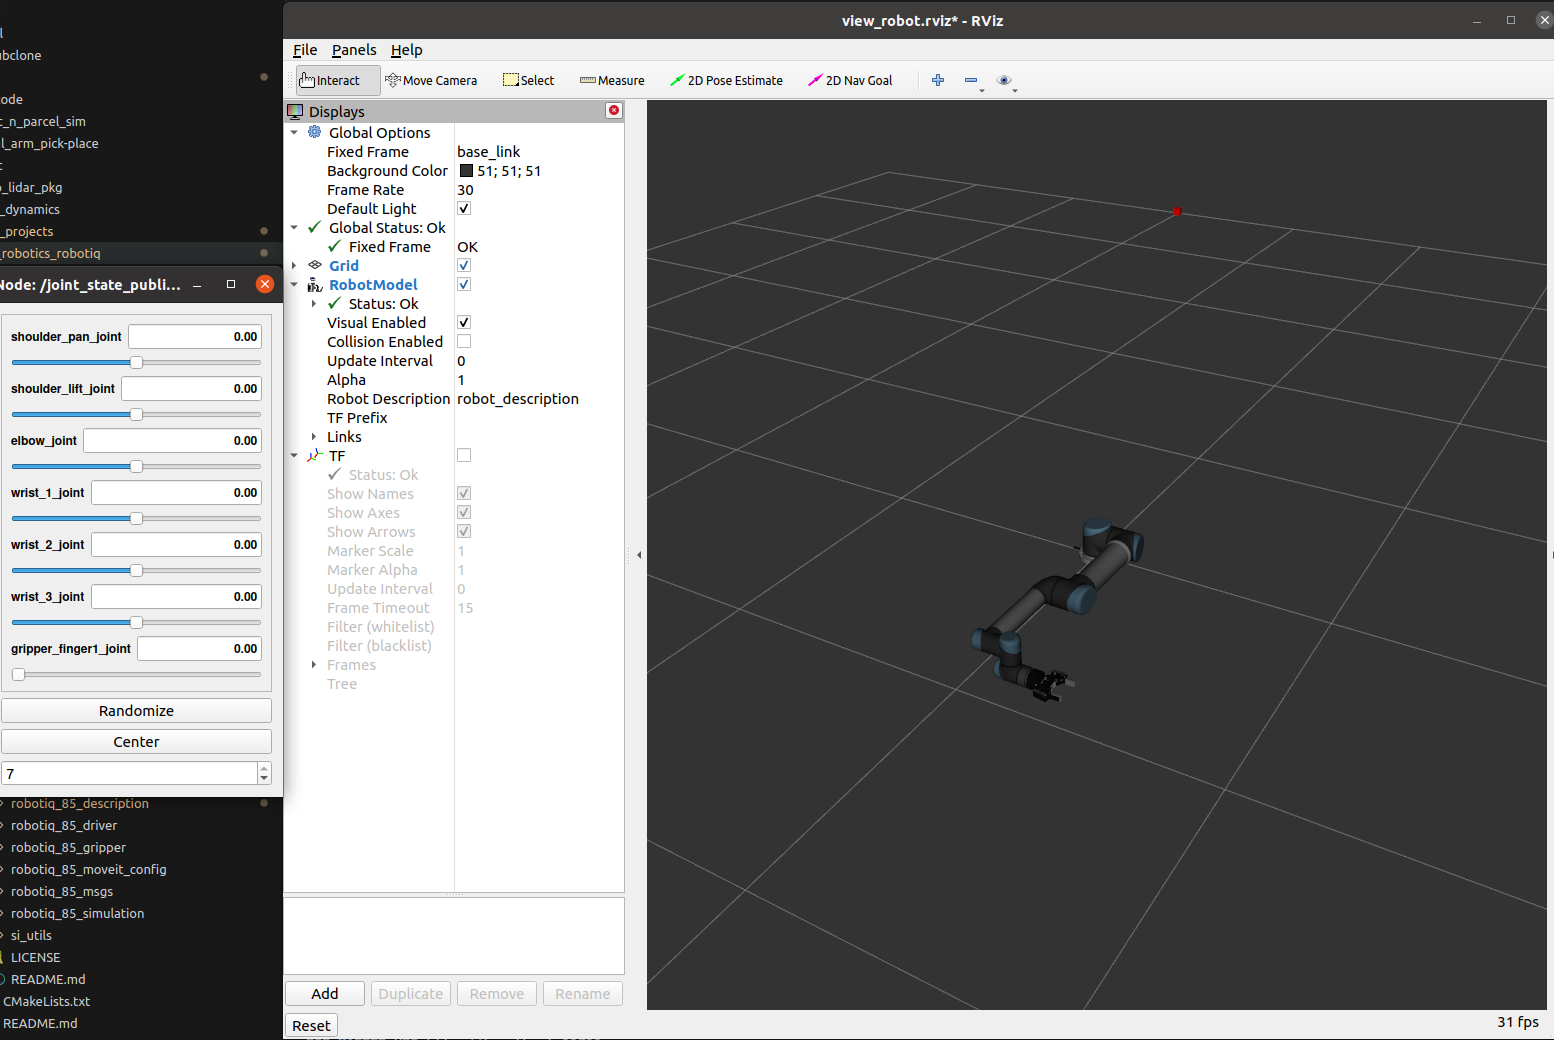 view_robot.rviz* - RViz
File Panels Help
Interact Move Camera Select Measure 2D Pose Estimate 2D Nav Goal
Displays
Global Options
Fixed Frame base_link
Background Color 51; 51; 51
Frame Rate 30
Default Light
Global Status: Ok
Fixed Frame OK
Grid
RobotModel
Status: Ok
Visual Enabled
Collision Enabled
Update Interval 0
Alpha 1
Robot Description robot_description
TF Prefix
Links
TF
Status: Ok
Show Names
Show Axes
Show Arrows
Marker Scale 1
Marker Alpha 1
Update Interval 0
Frame Timeout 15
Filter (whitelist)
Filter (blacklist)
Frames
Tree
Add Duplicate Remove Rename
Reset
31 fps
l
bclone
ode
c_n_parcel_sim
l_arm_pick-place
t
o_lidar_pkg
_dynamics
_projects
_robotics_robotiq
Node: /joint_state_publi...
shoulder_pan_joint 0.00
shoulder_lift_joint 0.00
elbow_joint 0.00
wrist_1_joint 0.00
wrist_2_joint 0.00
wrist_3_joint 0.00
gripper_finger1_joint 0.00
Randomize
Center
7
robotiq_85_description
robotiq_85_driver
robotiq_85_gripper
robotiq_85_moveit_config
robotiq_85_msgs
robotiq_85_simulation
si_utils
LICENSE
README.md
CMakeLists.txt
README.md